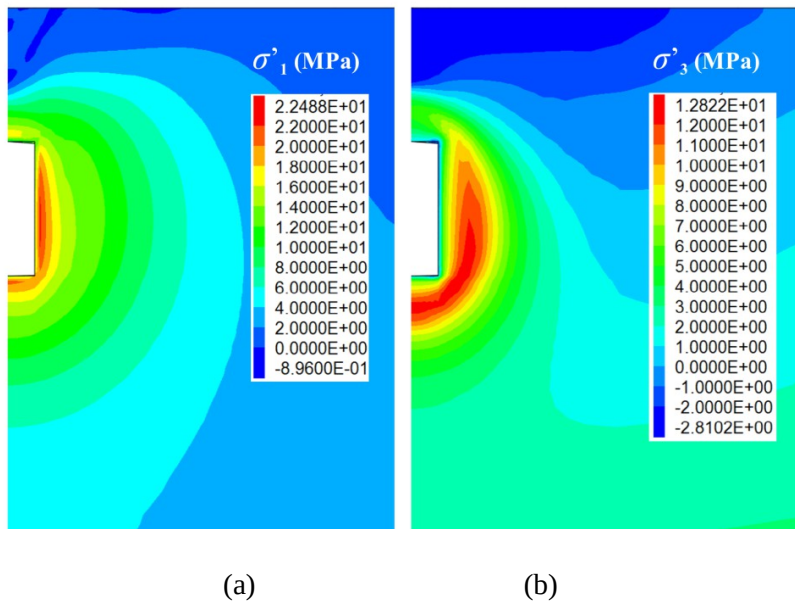 σ'₁ (MPa)
2.2488E+01
2.2000E+01
2.0000E+01
1.8000E+01
1.6000E+01
1.4000E+01
1.2000E+01
1.0000E+01
8.0000E+00
6.0000E+00
4.0000E+00
2.0000E+00
0.0000E+00
-8.9600E-01
σ'₃ (MPa)
1.2822E+01
1.2000E+01
1.1000E+01
1.0000E+01
9.0000E+00
8.0000E+00
7.0000E+00
6.0000E+00
5.0000E+00
4.0000E+00
3.0000E+00
2.0000E+00
1.0000E+00
0.0000E+00
-1.0000E+00
-2.0000E+00
-2.8102E+00
(a)
(b)